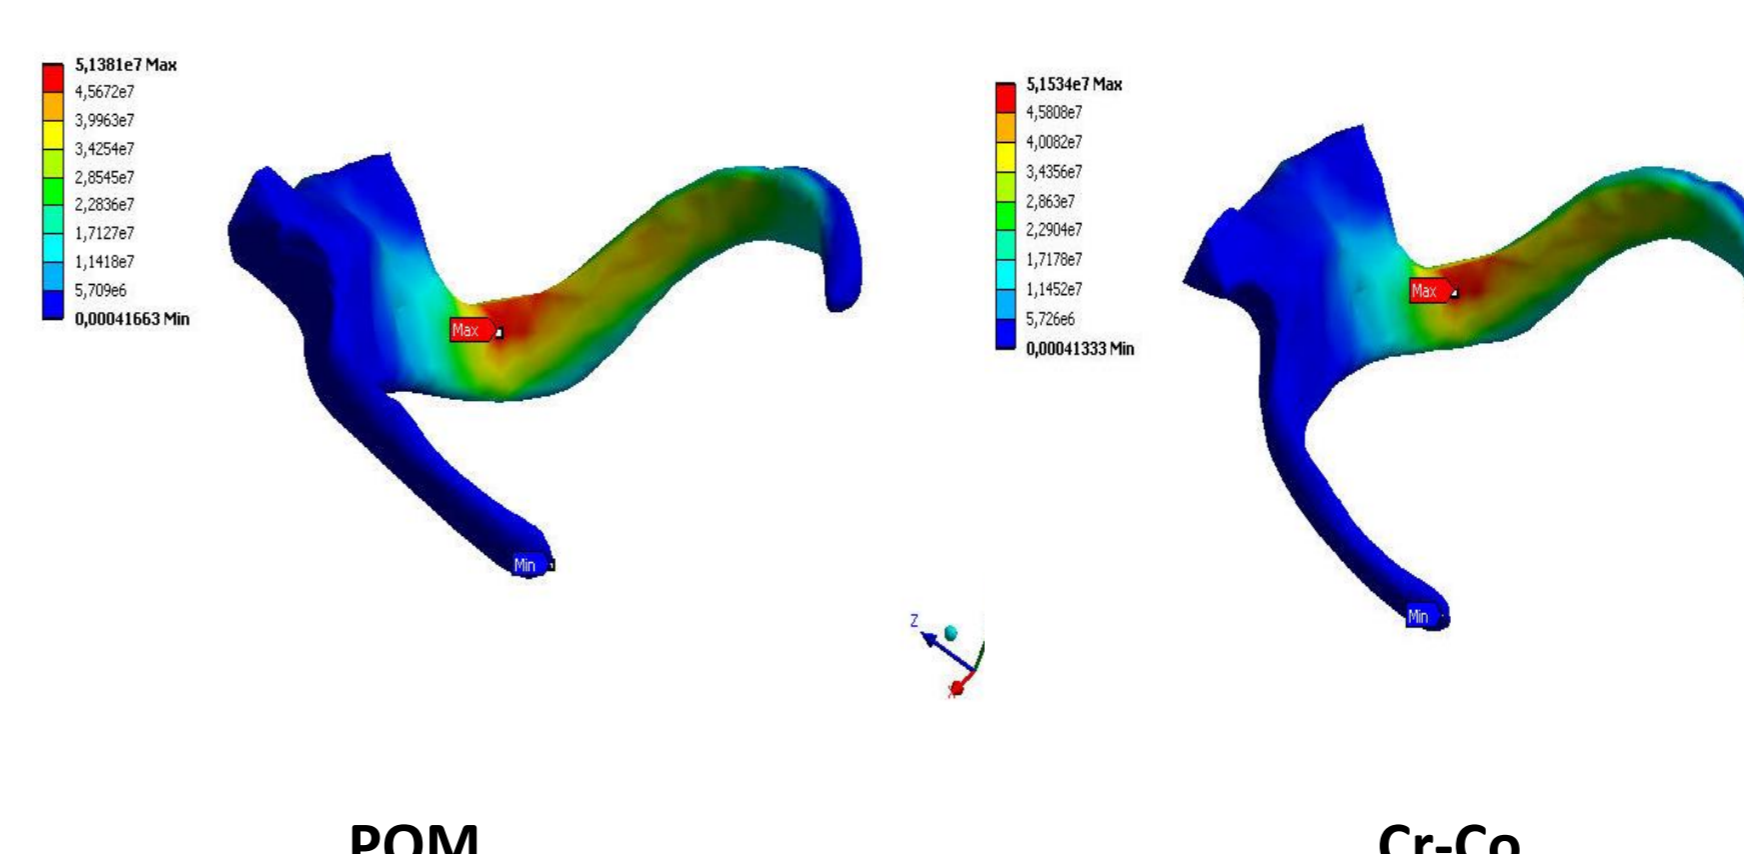 5,1381e7 Max
4,5672e7
3,9963e7
3,4254e7
2,8545e7
2,2836e7
1,7127e7
1,1418e7
5,709e6
0,00041663 Min
Max
Min
5,1534e7 Max
4,5808e7
4,0082e7
3,4356e7
2,863e7
2,2904e7
1,7178e7
1,1452e7
5,726e6
0,00041333 Min
Max
Min
Z
X
POM
Cr-Co